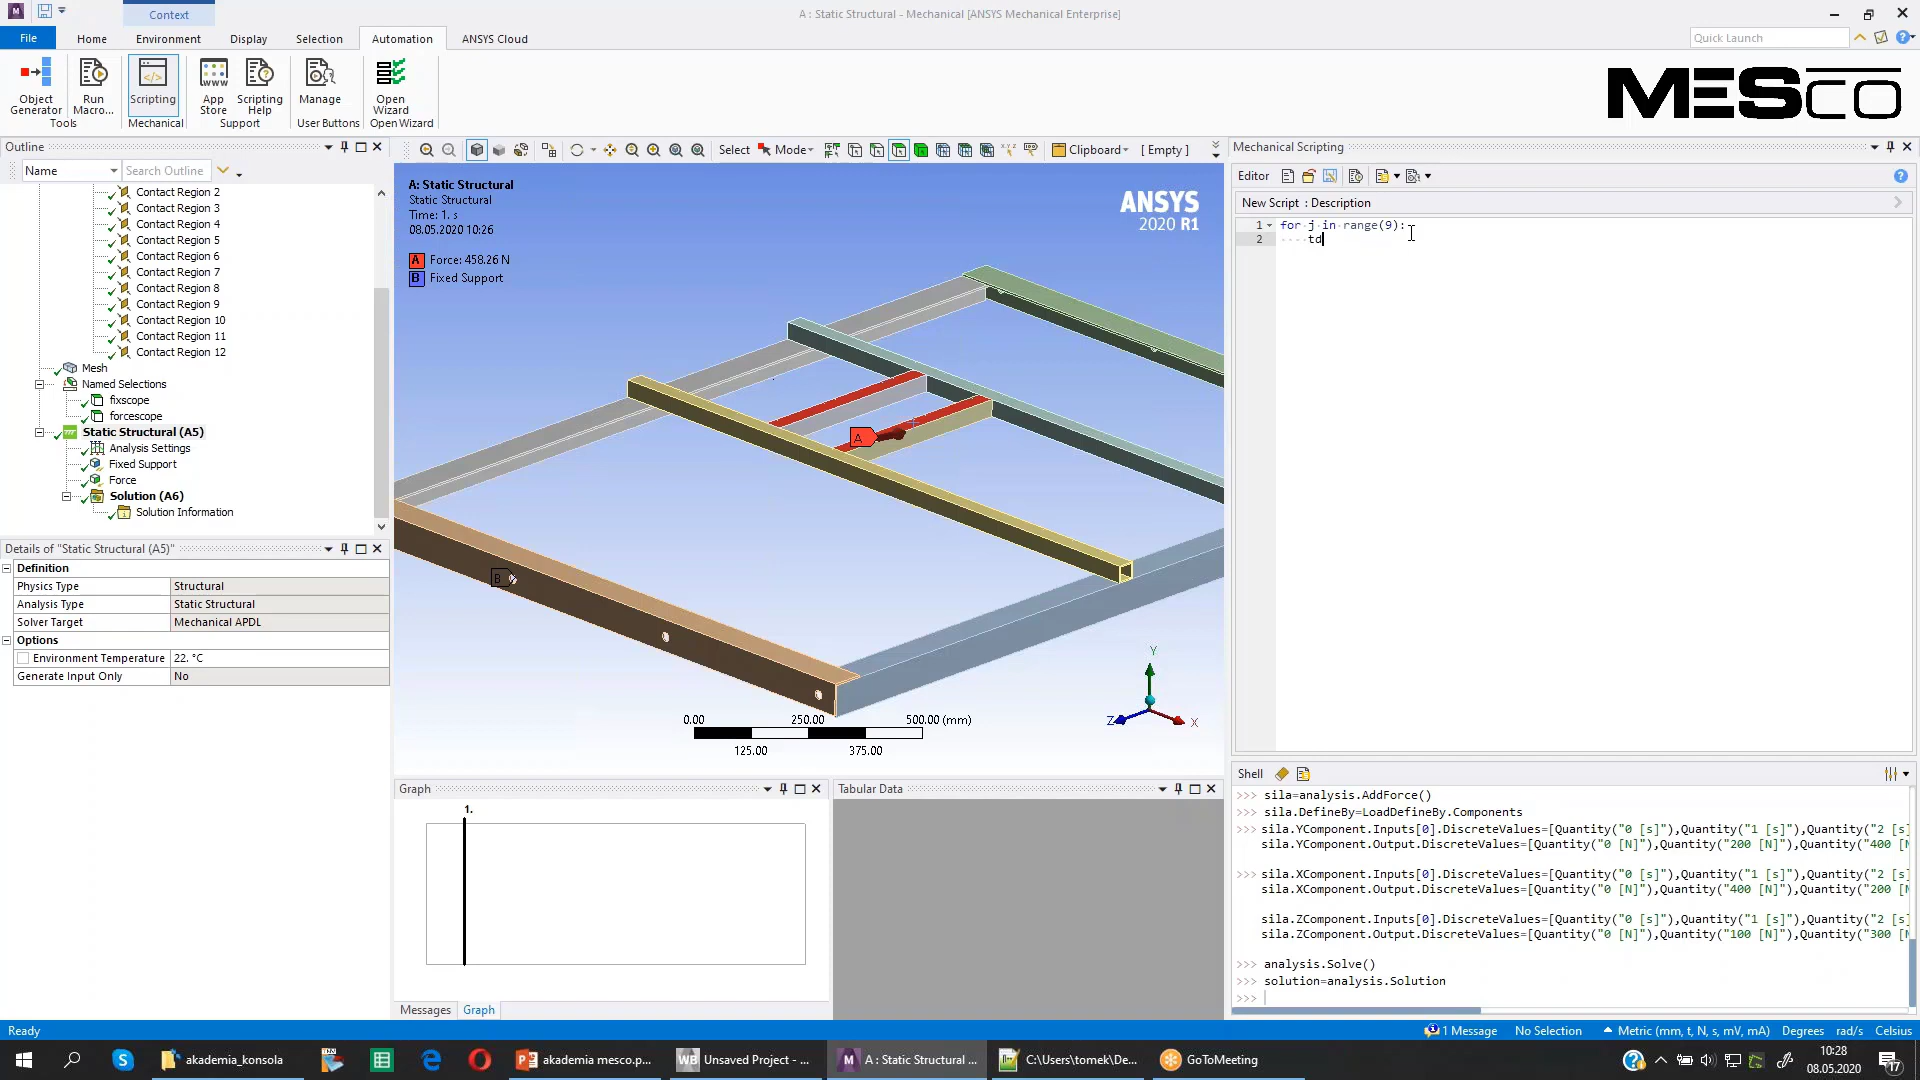 Context
A : Static Structural - Mechanical [ANSYS Mechanical Enterprise]
File
Home
Environment
Display
Selection
Automation
ANSYS Cloud
Quick Launch
Object Generator
Run Macro...
Scripting
App Store
Scripting Help
Manage
Open Wizard
Tools
Mechanical
Support
User Buttons
Open Wizard
MESco
Outline
Name
Search Outline
Contact Region 2
Contact Region 3
Contact Region 4
Contact Region 5
Contact Region 6
Contact Region 7
Contact Region 8
Contact Region 9
Contact Region 10
Contact Region 11
Contact Region 12
Mesh
Named Selections
fixscope
forcescope
Static Structural (A5)
Analysis Settings
Fixed Support
Force
Solution (A6)
Solution Information
Details of "Static Structural (A5)"
Definition
Physics Type Structural
Analysis Type Static Structural
Solver Target Mechanical APDL
Options
Environment Temperature 22. °C
Generate Input Only No
Select Mode Clipboard [ Empty ]
A: Static Structural
Static Structural
Time: 1. s
08.05.2020 10:26
A Force: 458.26 N
B Fixed Support
ANSYS
2020 R1
A
B
Y
Z
X
0.00 250.00 500.00 (mm)
125.00 375.00
Graph
1.
Messages
Graph
Tabular Data
Mechanical Scripting
Editor
New Script : Description
1 for j in range(9):
2 td
Shell
>>> sila=analysis.AddForce()
>>> sila.DefineBy=LoadDefineBy.Components
>>> sila.YComponent.Inputs[0].DiscreteValues=[Quantity("0 [s]"),Quantity("1 [s]"),Quantity("2 [s]
sila.YComponent.Output.DiscreteValues=[Quantity("0 [N]"),Quantity("200 [N]"),Quantity("400 [N
>>> sila.XComponent.Inputs[0].DiscreteValues=[Quantity("0 [s]"),Quantity("1 [s]"),Quantity("2 [s]
sila.XComponent.Output.DiscreteValues=[Quantity("0 [N]"),Quantity("400 [N]"),Quantity("200 [N
sila.ZComponent.Inputs[0].DiscreteValues=[Quantity("0 [s]"),Quantity("1 [s]"),Quantity("2 [s]
sila.ZComponent.Output.DiscreteValues=[Quantity("0 [N]"),Quantity("100 [N]"),Quantity("300 [N
>>> analysis.Solve()
>>> solution=analysis.Solution
>>>
Ready
1 Message
No Selection
Metric (mm, t, N, s, mV, mA)
Degrees
rad/s
Celsius
akademia_konsola
akademia mesco.p...
Unsaved Project - ...
A : Static Structural ...
C:\Users\tomek\De...
GoToMeeting
10:28
08.05.2020
17